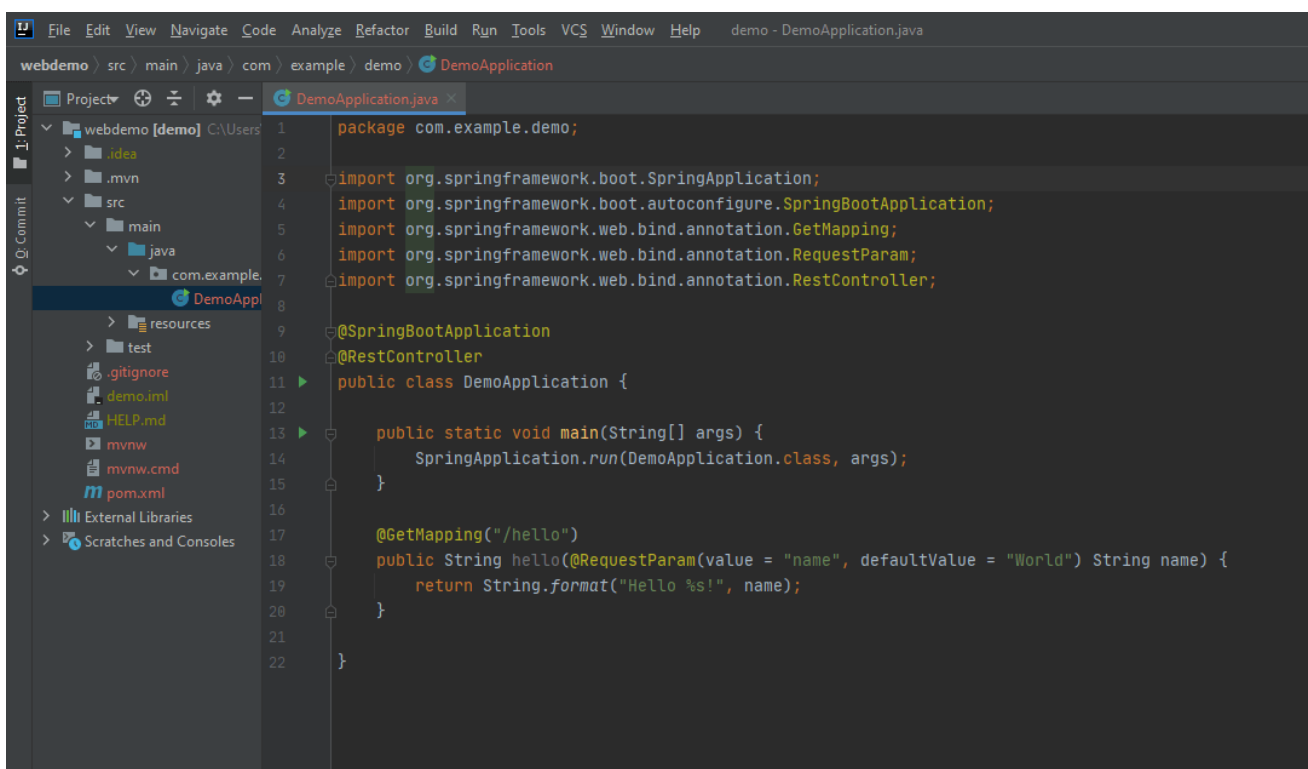 File Edit View Navigate Code Analyze Refactor Build Run Tools VCS Window Help demo - DemoApplication.java
webdemo src main java com example demo DemoApplication
1: Project
0: Commit
Project
webdemo [demo] C:\Users
.idea
.mvn
src
main
java
com.example.
DemoAppl
resources
test
.gitignore
demo.iml
HELP.md
mvnw
mvnw.cmd
pom.xml
External Libraries
Scratches and Consoles
DemoApplication.java
1 package com.example.demo;
2
3 import org.springframework.boot.SpringApplication;
4 import org.springframework.boot.autoconfigure.SpringBootApplication;
5 import org.springframework.web.bind.annotation.GetMapping;
6 import org.springframework.web.bind.annotation.RequestParam;
7 import org.springframework.web.bind.annotation.RestController;
8
9 @SpringBootApplication
10 @RestController
11 public class DemoApplication {
12
13 public static void main(String[] args) {
14 SpringApplication.run(DemoApplication.class, args);
15 }
16
17 @GetMapping("/hello")
18 public String hello(@RequestParam(value = "name", defaultValue = "World") String name) {
19 return String.format("Hello %s!", name);
20 }
21
22 }